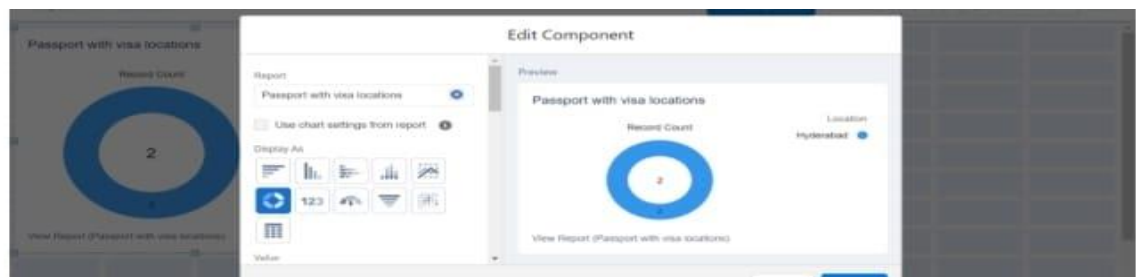 Edit Component
Passport with visa locations
Record Count
2
2
View Report (Passport with visa locations)
Report
Passport with visa locations
Use chart settings from report
Display As
123
Value
Preview
Passport with visa locations
Record Count
Location
Hyderabad
2
2
View Report (Passport with visa locations)